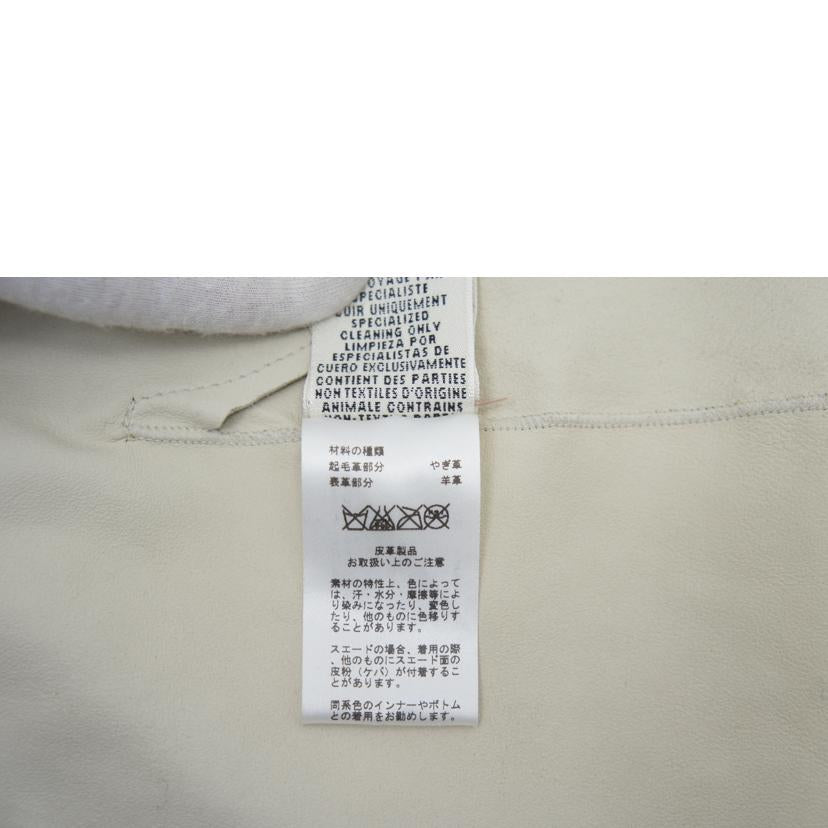 SPECIALISTE
CUIR UNIQUEMENT
SPECIALIZED
CLEANING ONLY
LIMPIEZA POR
ESPECIALISTAS DE
CUERO EXCLUSIVAMENTE
CONTIENT DES PARTIES
NON TEXTILES D'ORIGINE
ANIMALE CONTRAINS
材料の種類
起毛革部分 やぎ革
表革部分 羊革
皮革製品
お取扱い上のご注意
素材の特性上、色によって
は、汗・水分・摩擦等によ
り染みになったり、変色し
たり、他のものに色移りす
ることがあります。
スエードの場合、着用の際
、他のものにスエード面の
皮粉（ケバ）が付着するこ
とがあります。
同系色のインナーやボトム
との着用をお勧めします。